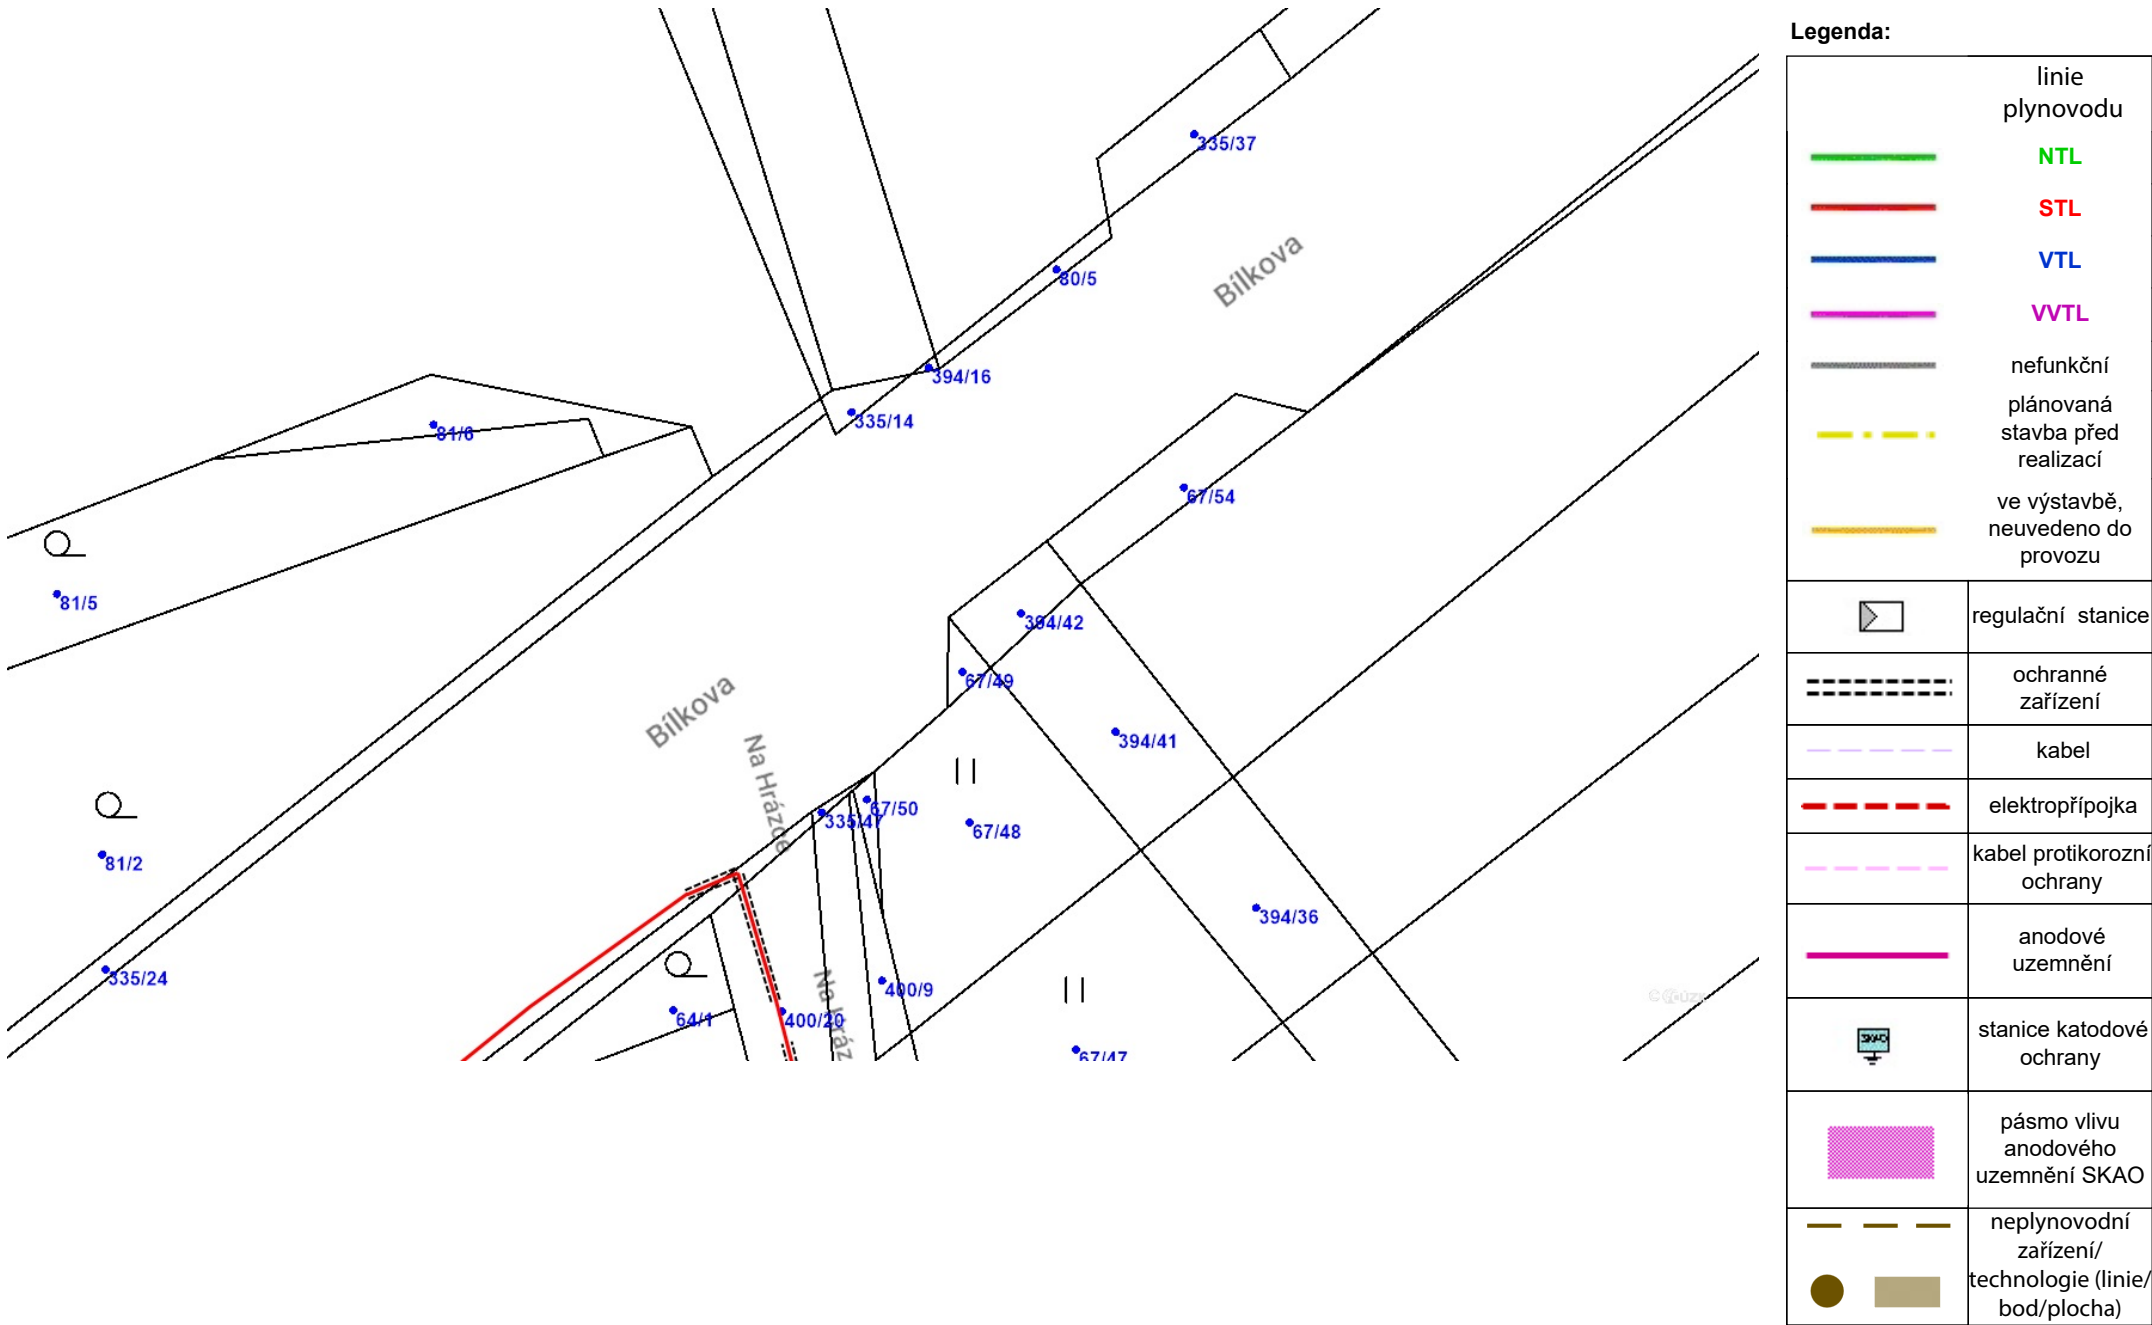 335/37
80/5
Bílkova
394/16
335/14
81/6
67/54
81/5
394/42
67/49
Bílkova
394/41
Na Hrázce
67/50
335/47
67/48
81/2
394/36
335/24
400/9
64/1
400/20
Na Hráz
67/47
Legenda:
linie
plynovodu
NTL
STL
VTL
VVTL
nefunkční
plánovaná
stavba před
realizací
ve výstavbě,
neuvedeno do
provozu
regulační stanice
ochranné
zařízení
kabel
elektropřípojka
kabel protikorozní
ochrany
anodové
uzemnění
SKAO
stanice katodové
ochrany
pásmo vlivu
anodového
uzemnění SKAO
neplynovodní
zařízení/
technologie (linie/
bod/plocha)